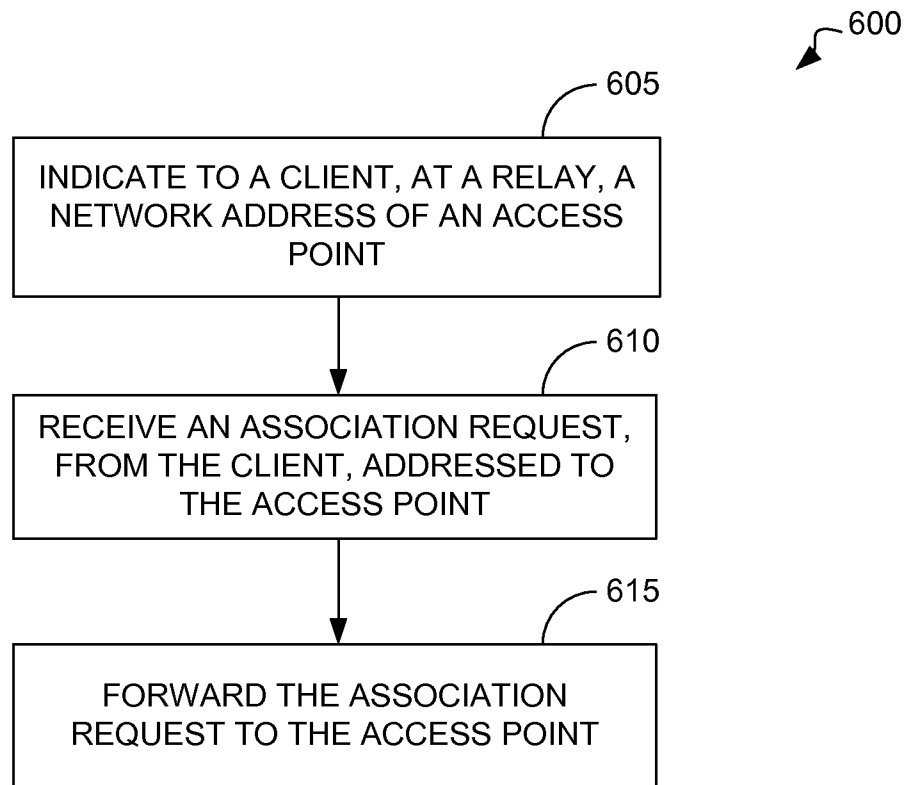 600
605
INDICATE TO A CLIENT, AT A RELAY, A
NETWORK ADDRESS OF AN ACCESS
POINT
610
RECEIVE AN ASSOCIATION REQUEST,
FROM THE CLIENT, ADDRESSED TO
THE ACCESS POINT
615
FORWARD THE ASSOCIATION
REQUEST TO THE ACCESS POINT